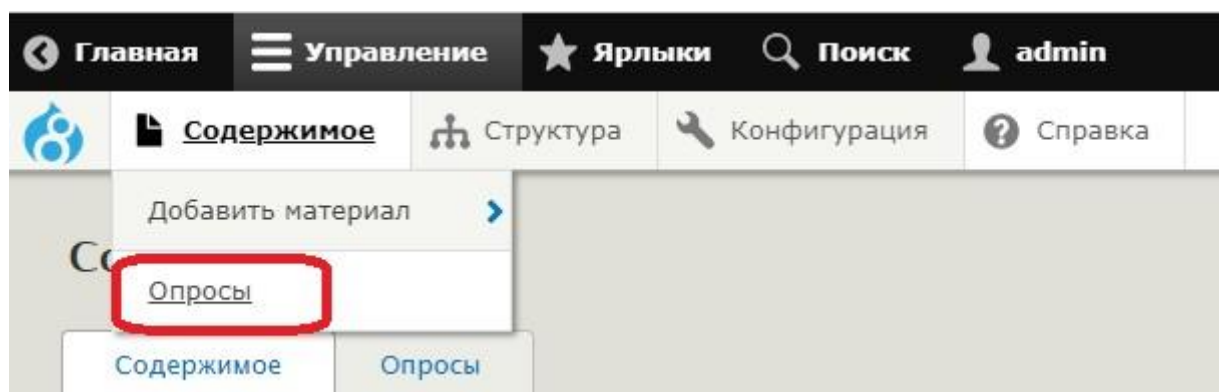 Главная Управление Ярлыки Поиск admin
Содержимое Структура Конфигурация Справка
Добавить материал
Опросы
Содержимое Опросы